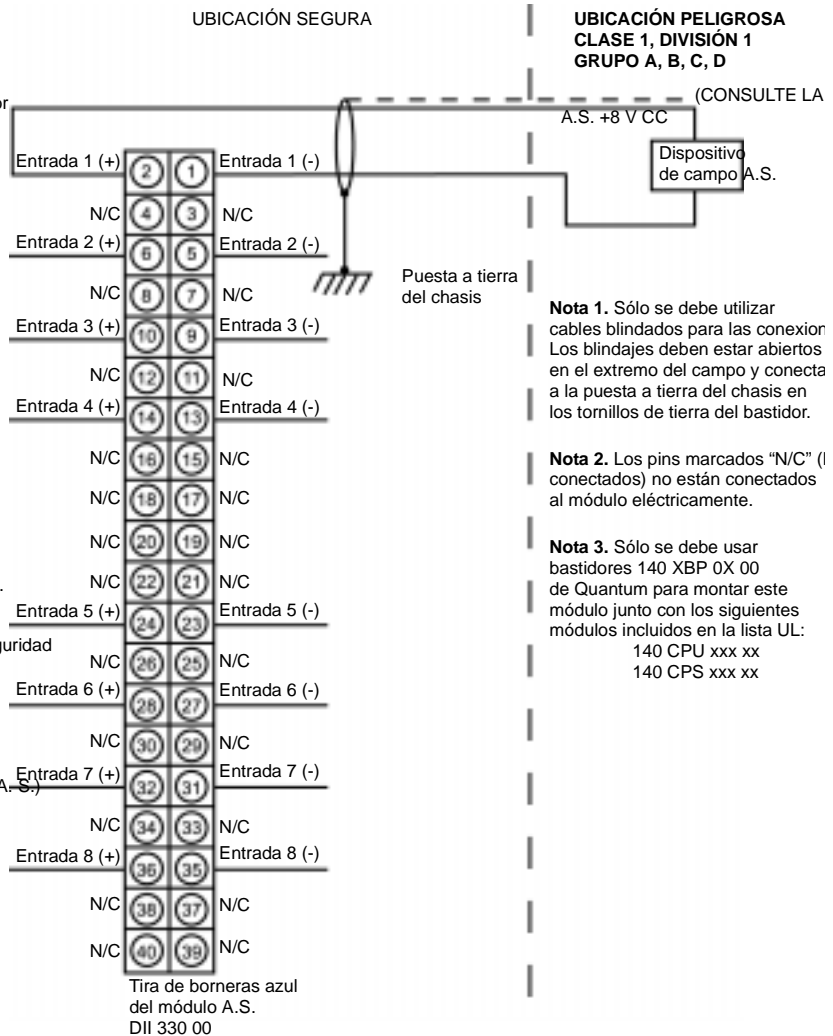 UBICACIÓN SEGURA
UBICACIÓN PELIGROSA
CLASE 1, DIVISIÓN 1
GRUPO A, B, C, D
or
(CONSULTE LA
A.S. +8 V CC
Dispositivo
de campo A.S.
Entrada 1 (+) 2 1 Entrada 1 (-)
N/C 4 3 N/C
Entrada 2 (+) 6 5 Entrada 2 (-)
N/C 8 7 N/C
Entrada 3 (+) 10 9 Entrada 3 (-)
N/C 12 11 N/C
Entrada 4 (+) 14 13 Entrada 4 (-)
N/C 16 15 N/C
N/C 18 17 N/C
N/C 20 19 N/C
N/C 22 21 N/C
Entrada 5 (+) 24 23 Entrada 5 (-)
guridad
N/C 26 25 N/C
Entrada 6 (+) 28 27 Entrada 6 (-)
N/C 30 29 N/C
Entrada 7 (+) 32 31 Entrada 7 (-)
A. S.)
N/C 34 33 N/C
Entrada 8 (+) 36 35 Entrada 8 (-)
N/C 38 37 N/C
N/C 40 39 N/C
Tira de borneras azul
del módulo A.S.
DII 330 00
Puesta a tierra
del chasis
Nota 1. Sólo se debe utilizar
cables blindados para las conexion
Los blindajes deben estar abiertos
en el extremo del campo y conecta
a la puesta a tierra del chasis en
los tornillos de tierra del bastidor.
Nota 2. Los pins marcados “N/C” (
conectados) no están conectados
al módulo eléctricamente.
Nota 3. Sólo se debe usar
bastidores 140 XBP 0X 00
de Quantum para montar este
módulo junto con los siguientes
módulos incluidos en la lista UL:
140 CPU xxx xx
140 CPS xxx xx